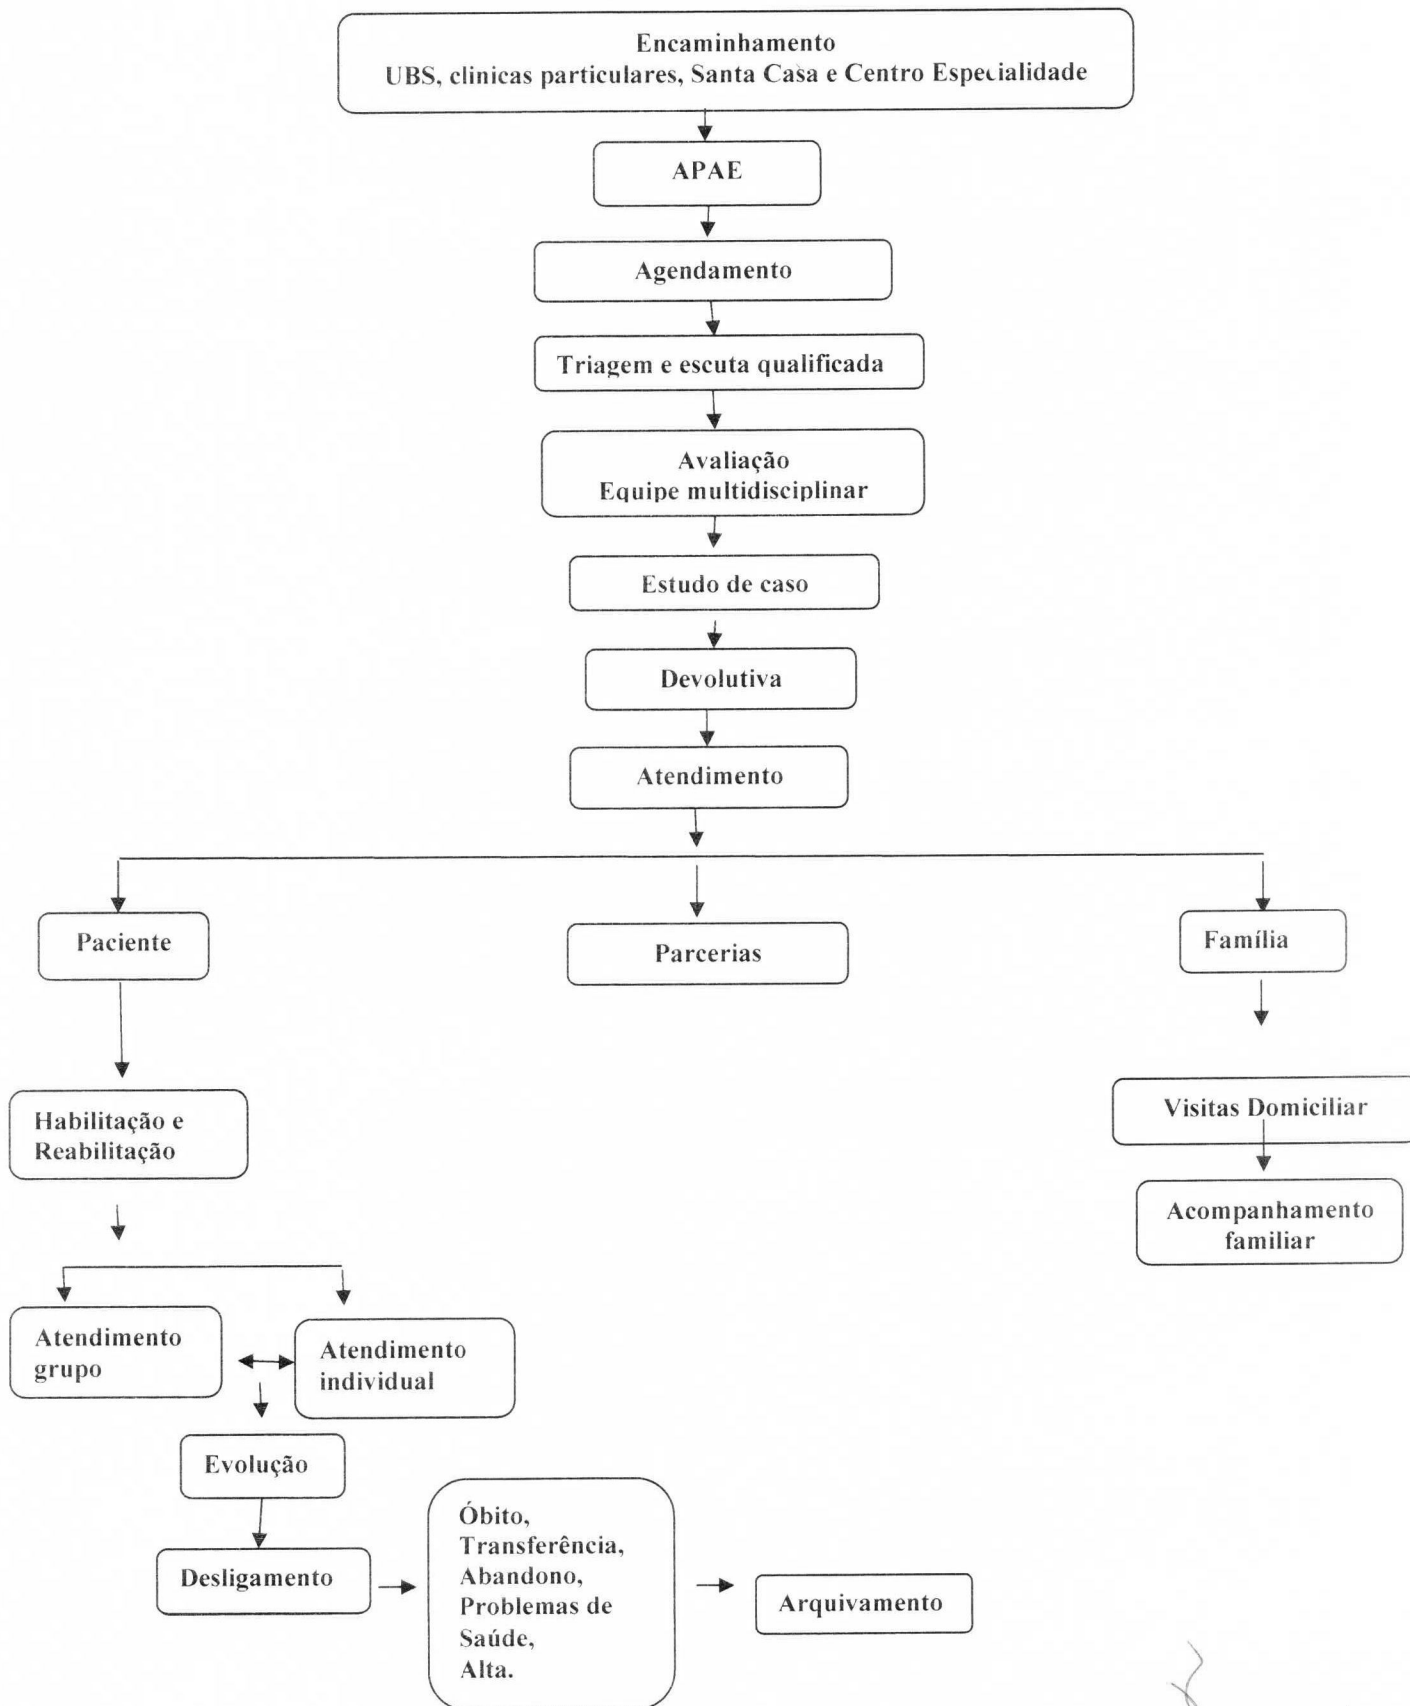 Encaminhamento
UBS, clinicas particulares, Santa Casa e Centro Especialidade
APAE
Agendamento
Triagem e escuta qualificada
Avaliação
Equipe multidisciplinar
Estudo de caso
Devolutiva
Atendimento
Paciente
Parcerias
Família
Habilitação e
Reabilitação
Visitas Domiciliar
Acompanhamento
familiar
Atendimento
grupo
Atendimento
individual
Evolução
Desligamento
Óbito,
Transferência,
Abandono,
Problemas de
Saúde,
Alta.
Arquivamento